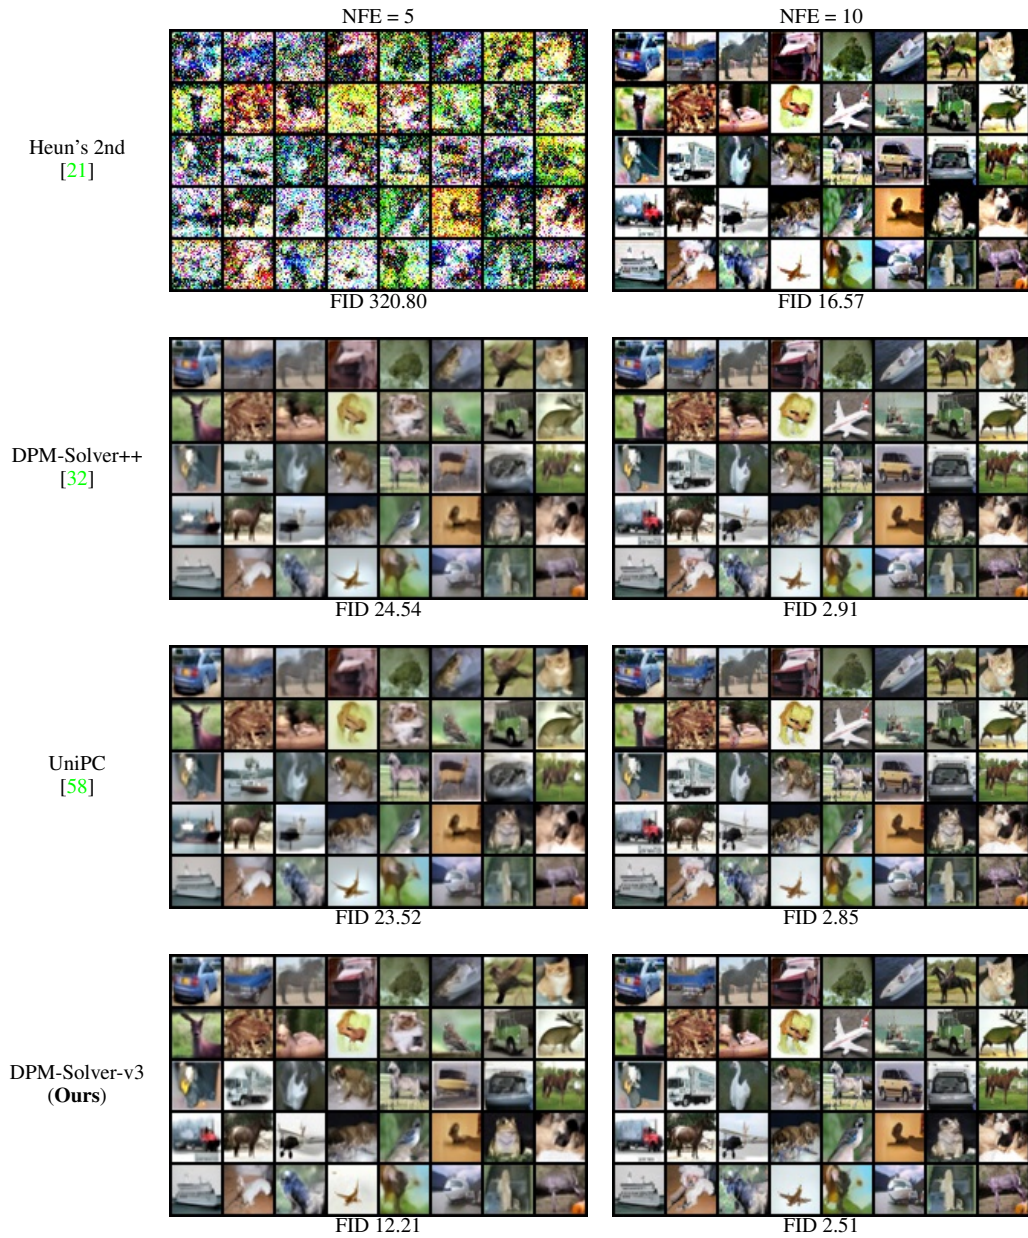 NFE = 5
NFE = 10
Heun's 2nd
[21]
FID 320.80
FID 16.57
DPM-Solver++
[32]
FID 24.54
FID 2.91
UniPC
[58]
FID 23.52
FID 2.85
DPM-Solver-v3
(Ours)
FID 12.21
FID 2.51